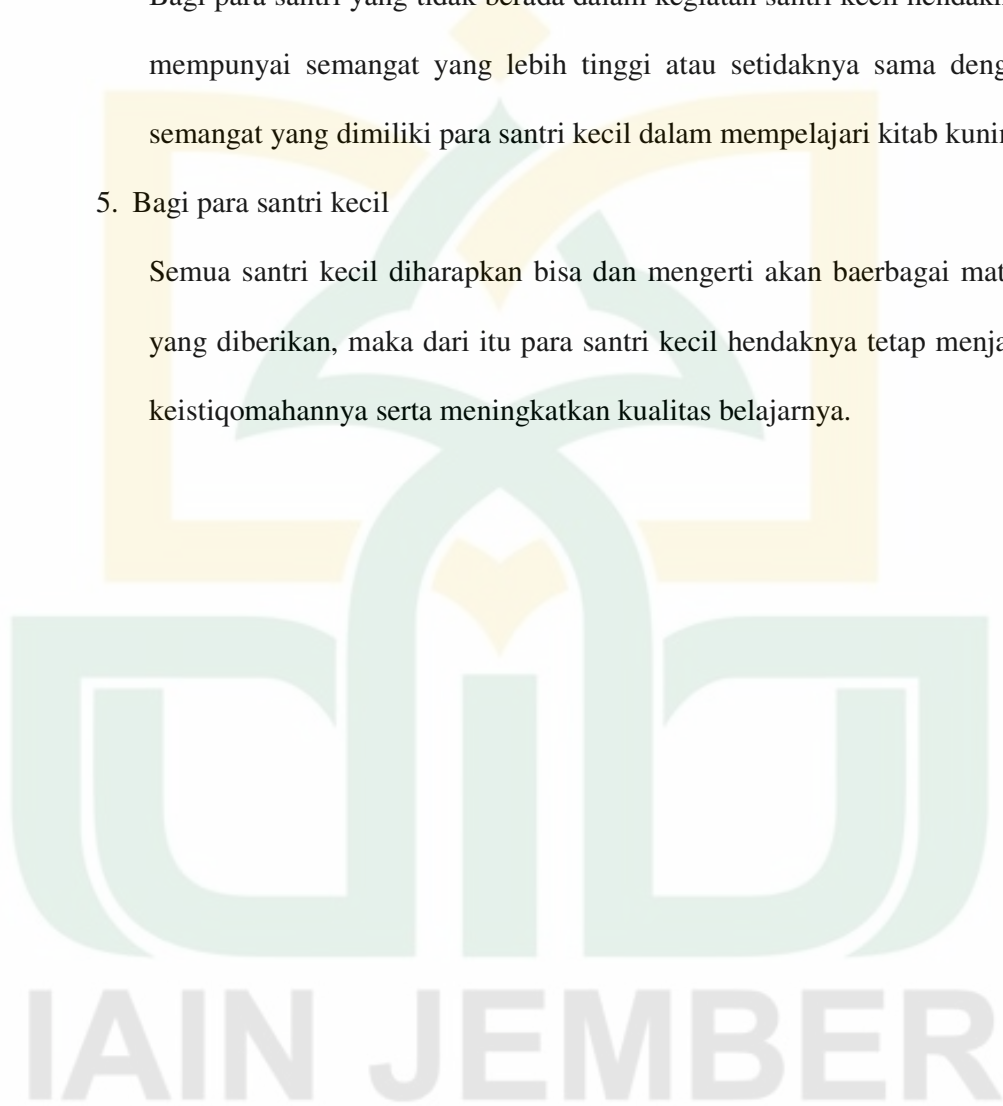 Bagi para santri yang tidak berada dalam kegiatan santri kecil
mempunyai semangat yang lebih tinggi atau setidaknya sama
semangat yang dimiliki para santri kecil dalam mempelajari kitab
5. Bagi para santri kecil
Semua santri kecil diharapkan bisa dan mengerti akan baerbagai
yang diberikan, maka dari itu para santri kecil hendaknya tetap
keistiqomahannya serta meningkatkan kualitas belajarnya.
IAIN JEMBER